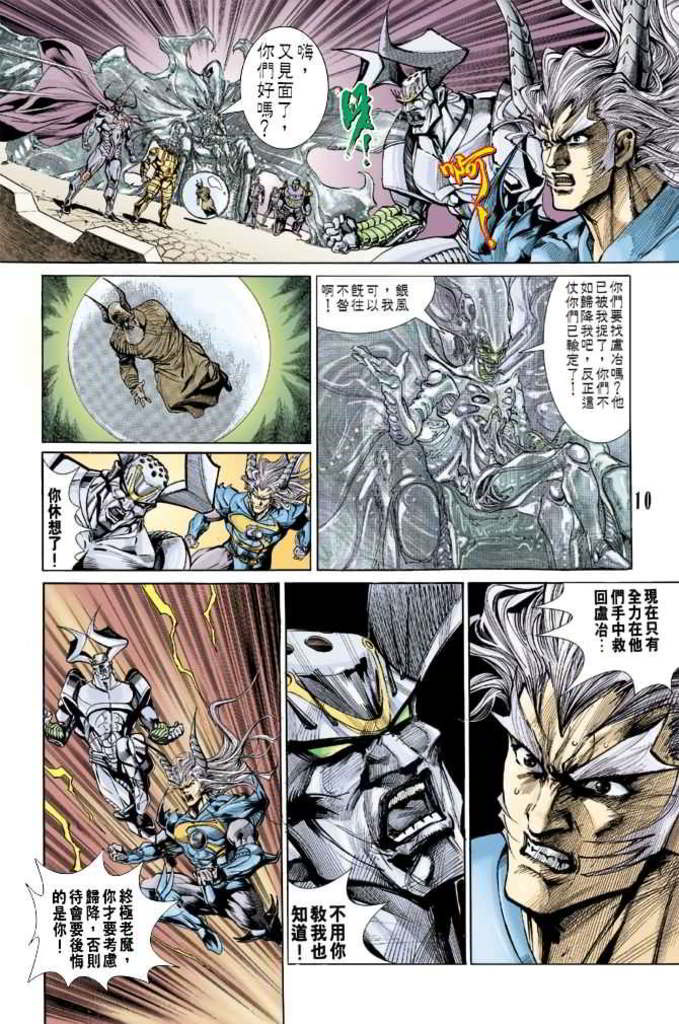 嗨，
又見面了，
你們好嗎？
呀！
啊！
你們要找盧冶嗎？他
已被我捉了，你們不
如歸降我吧，反正這
仗你們已輸定了！
銀風
可以我
既往
不咎
啊！
你休想了！
現在只有
全力在他
們手中救
回盧冶…
不用你
教我也
知道！
終極老魔，
你才要考慮
歸降，否則
待會要後悔
的是你！
10